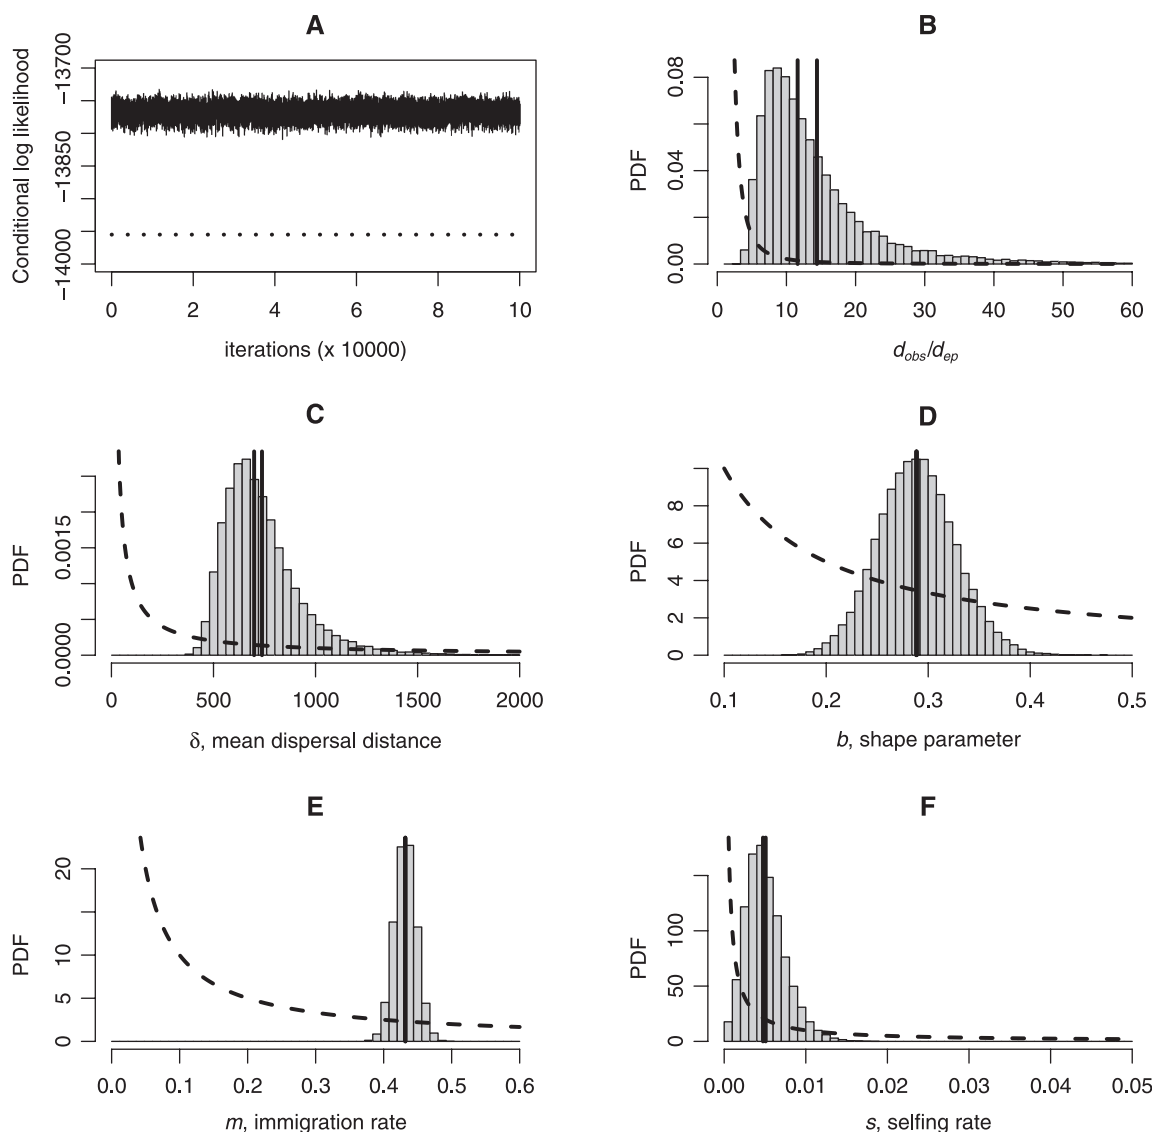 A
Conditional log likelihood
−13700
−13850
−14000
0 2 4 6 8 10
iterations (x 10000)
B
PDF
0.08
0.04
0.00
0 10 20 30 40 50 60
dobs/dep
C
PDF
0.0015
0.0000
0 500 1000 1500 2000
δ, mean dispersal distance
D
PDF
8
6
4
2
0
0.1 0.2 0.3 0.4 0.5
b, shape parameter
E
PDF
20
10
5
0
0.0 0.1 0.2 0.3 0.4 0.5 0.6
m, immigration rate
F
PDF
100
50
0
0.00 0.01 0.02 0.03 0.04 0.05
s, selfing rate